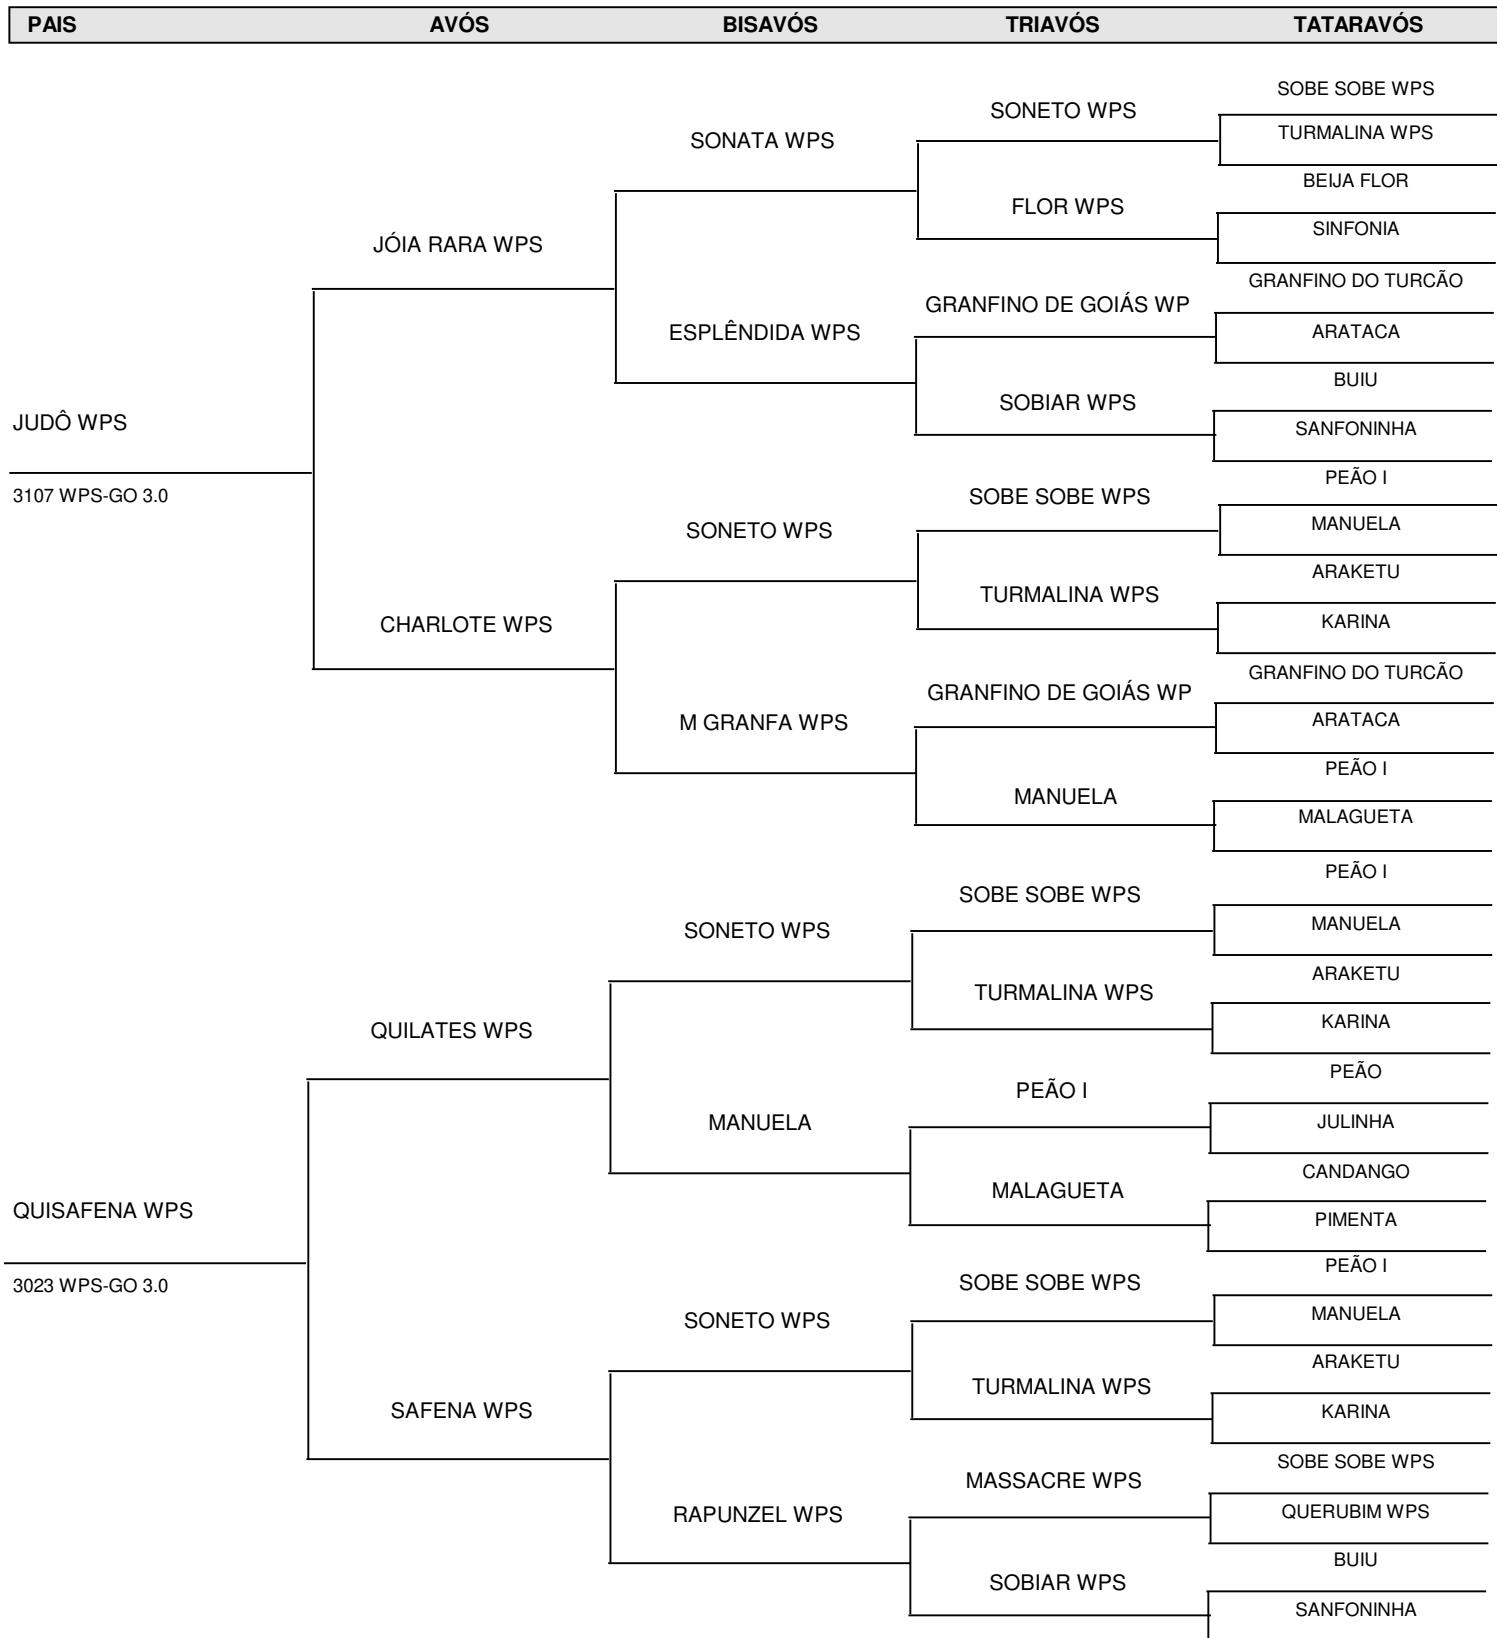 PAIS AVÓS BISAVÓS TRIAVÓS TATARAVÓS
SOBE SOBE WPS
SONETO WPS
TURMALINA WPS
SONATA WPS
BEIJA FLOR
FLOR WPS
SINFONIA
JÓIA RARA WPS
GRANFINO DO TURCÃO
GRANFINO DE GOIÁS WP
ARATACA
ESPLÊNDIDA WPS
BUIU
SOBIAR WPS
SANFONINHA
JUDÔ WPS
3107 WPS-GO 3.0
PEÃO I
SOBE SOBE WPS
MANUELA
SONETO WPS
ARAKETU
TURMALINA WPS
KARINA
CHARLOTE WPS
GRANFINO DO TURCÃO
GRANFINO DE GOIÁS WP
ARATACA
M GRANFA WPS
PEÃO I
MANUELA
MALAGUETA
PEÃO I
SOBE SOBE WPS
MANUELA
SONETO WPS
ARAKETU
TURMALINA WPS
KARINA
QUILATES WPS
PEÃO
PEÃO I
JULINHA
MANUELA
CANDANGO
MALAGUETA
PIMENTA
QUISAFENA WPS
3023 WPS-GO 3.0
PEÃO I
SOBE SOBE WPS
MANUELA
SONETO WPS
ARAKETU
TURMALINA WPS
KARINA
SAFENA WPS
SOBE SOBE WPS
MASSACRE WPS
QUERUBIM WPS
RAPUNZEL WPS
BUIU
SOBIAR WPS
SANFONINHA